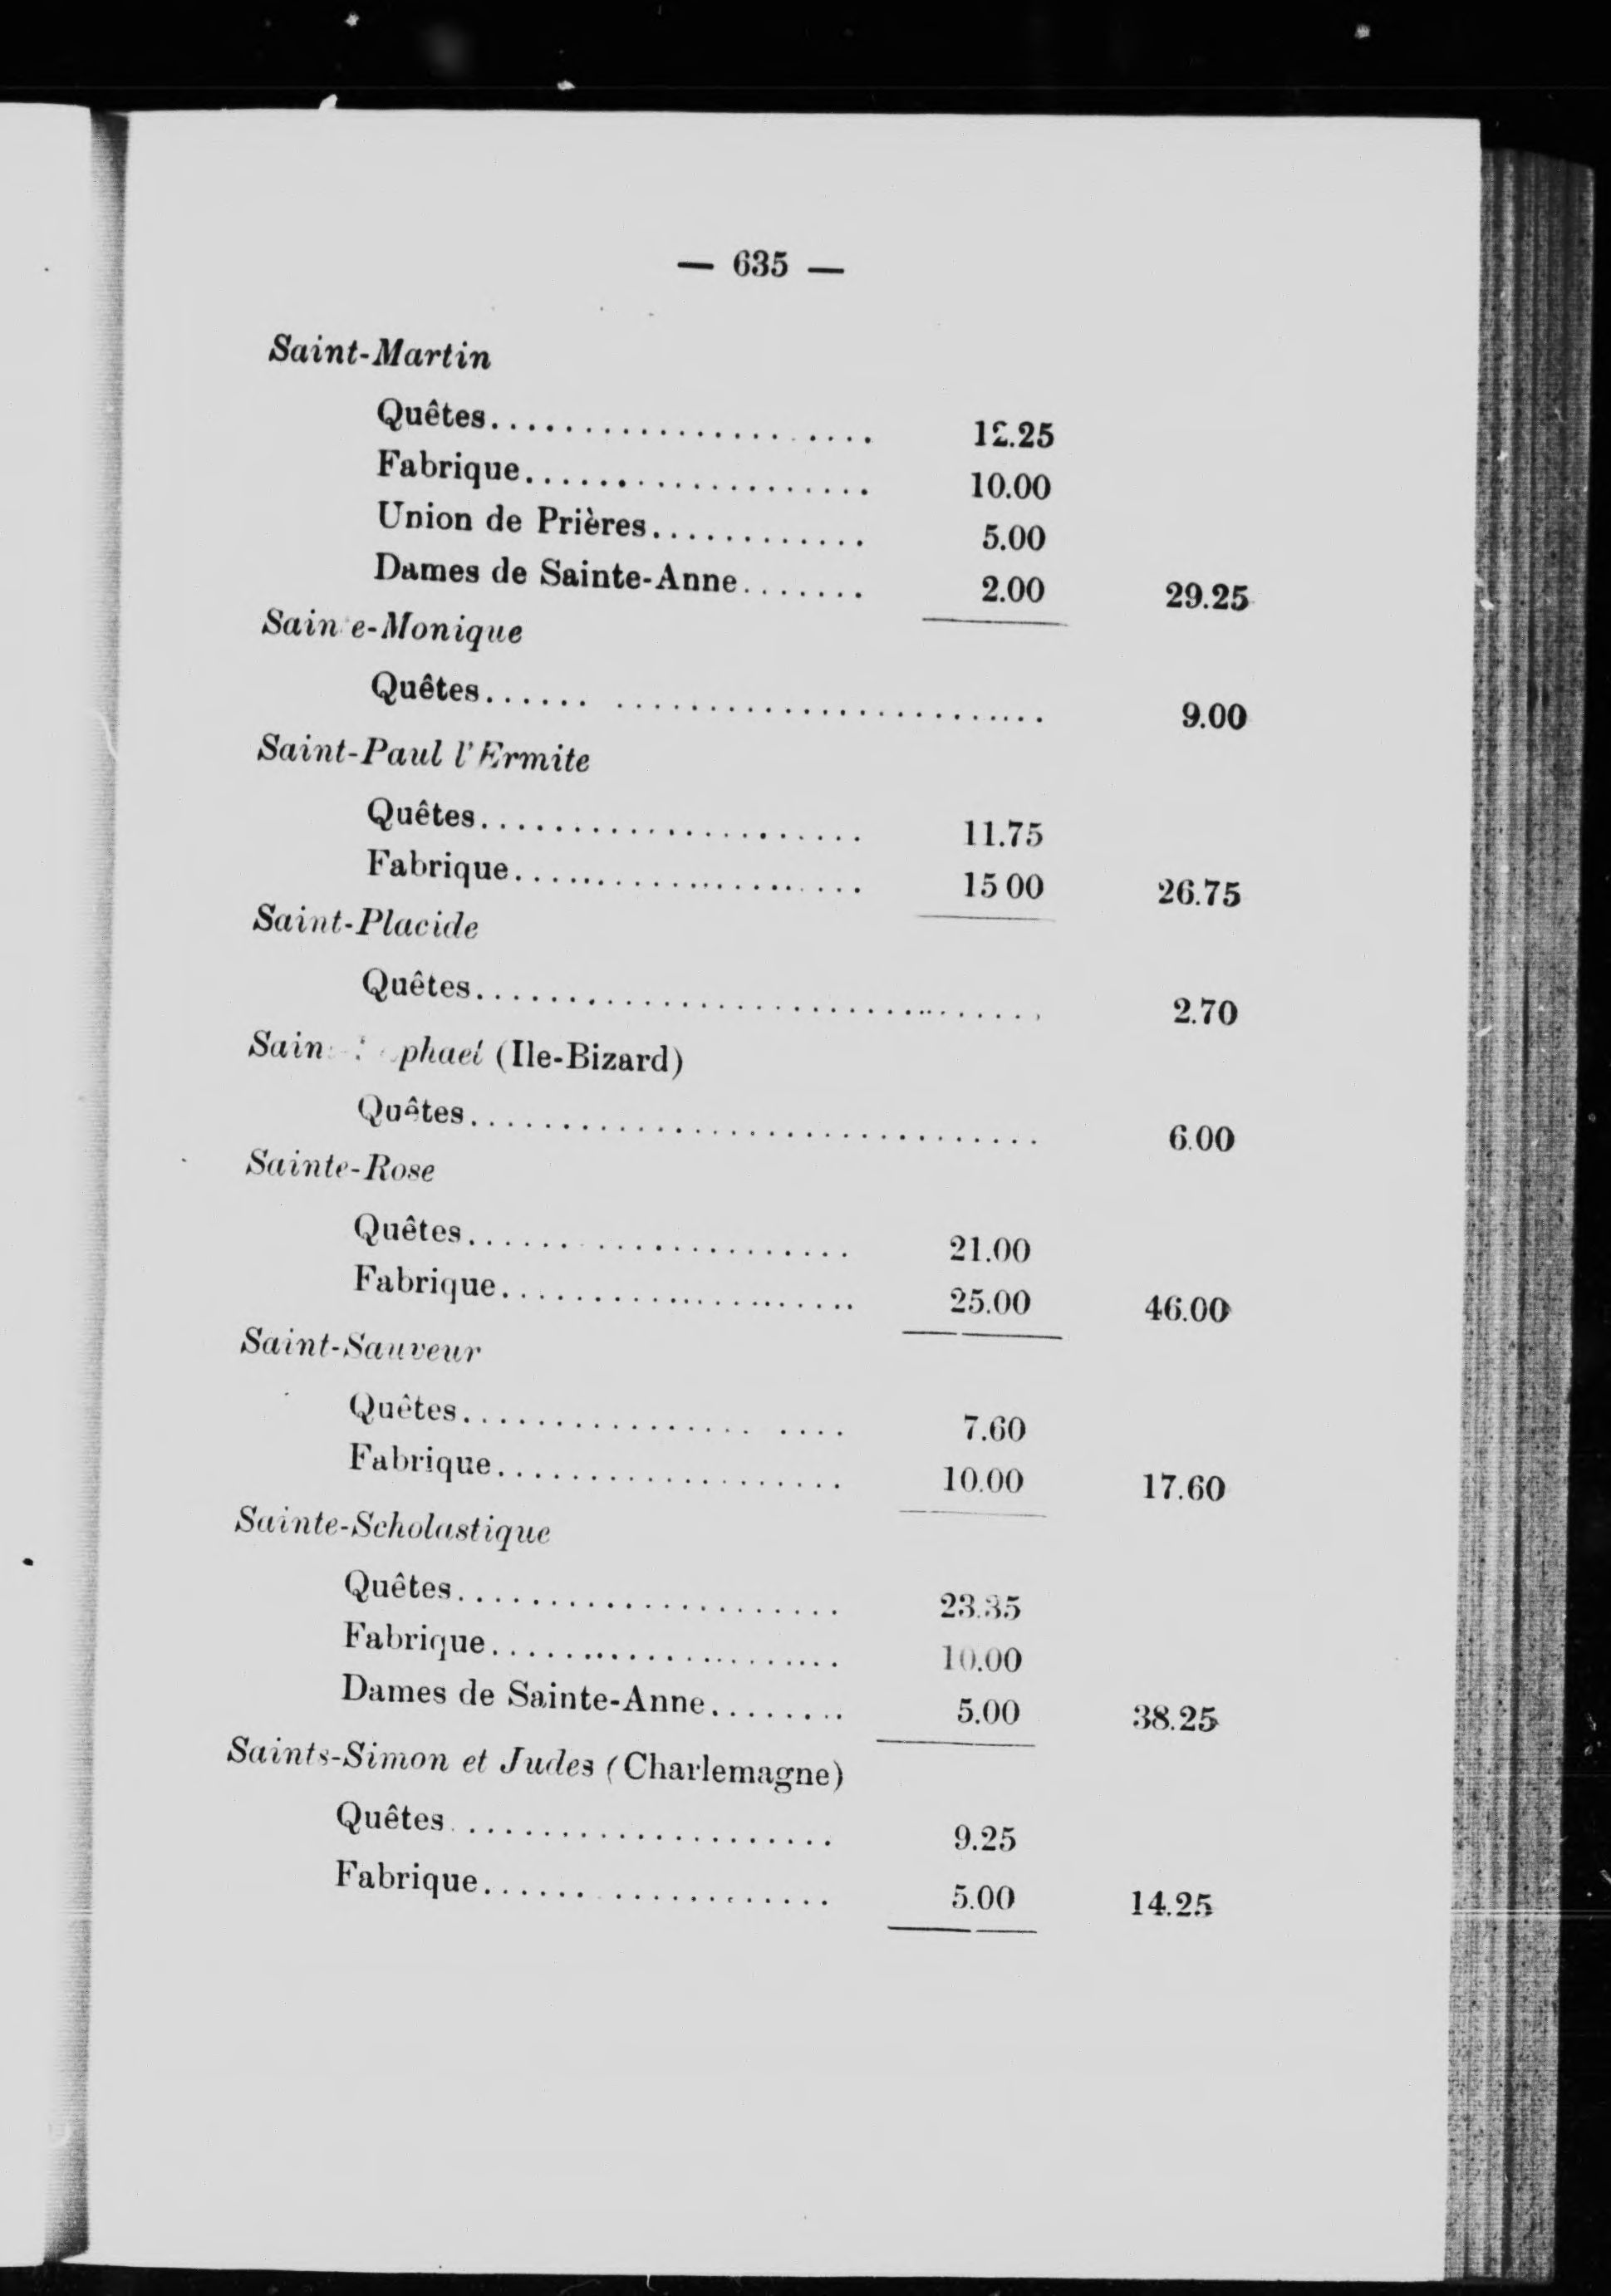 — 635 —
Saint-Martin
Quêtes...................... 12.25
Fabrique................... 10.00
Union de Prières............ 5.00
Dames de Sainte-Anne....... 2.00 29.25
Sain e-Monique
Quêtes...... ........................ 9.00
Saint-Paul l'Ermite
Quêtes..................... 11.75
Fabrique................... 15 00 26.75
Saint-Placide
Quêtes............................... 2.70
(Ile-Bizard)
Quêtes............................... 6.00
Sainte-Rose
Quêtes..................... 21.00
Fabrique................... 25.00 46.00
Saint-Sauveur
Quêtes................ .... 7.60
Fabrique................... 10.00 17.60
Sainte-Scholastique
Quêtes..................... 23.35
Fabrique................... 10.00
Dames de Sainte-Anne........ 5.00 38.25
Saints-Simon et Judes (Charlemagne)
Quêtes .................... 9.25
Fabrique...... ............ 5.00 14.25